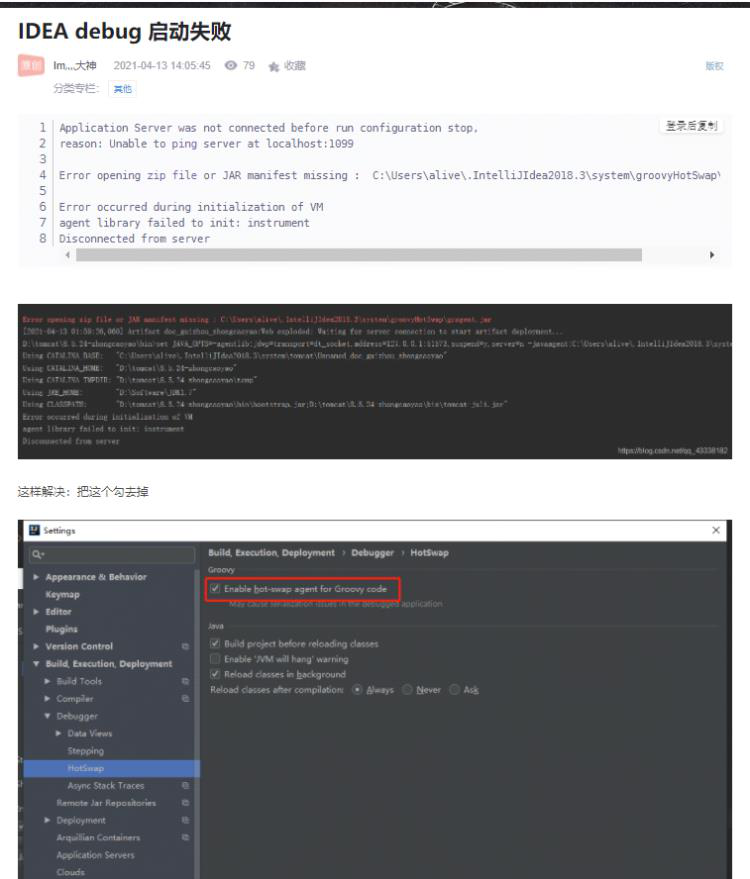 IDEA debug 启动失败
原创 lm...大神 2021-04-13 14:05:45 79 收藏 版权
分类专栏： 其他
登录后复制
1 Application Server was not connected before run configuration stop,
2 reason: Unable to ping server at localhost:1099
3
4 Error opening zip file or JAR manifest missing : C:\Users\alive\.IntelliJIdea2018.3\system\groovyHotSwap\
5
6 Error occurred during initialization of VM
7 agent library failed to init: instrument
8 Disconnected from server
Error opening zip file or JAR manifest missing : C:\Users\alive\.IntelliJIdea2018.3\system\groovyHotSwap\gragent.jar
[2021-04-13 01:59:36,060] Artifact doc_guizhou_zhongcaoyao:Web exploded: Waiting for server connection to start artifact deployment...
D:\tomcat\8.5.24-zhongcaoyao\bin\set JAVA_OPTS=-agentlib:jdwp=transport=dt_socket,address=127.0.0.1:51573,suspend=y,server=n -javaagent:C:\Users\alive\.IntelliJIdea2018.3\syste
Using CATALINA_BASE: "C:\Users\alive\.IntelliJIdea2018.3\system\tomcat\Unnamed_doc_guizhou_zhongcaoyao"
Using CATALINA_HOME: "D:\tomcat\8.5.24-zhongcaoyao"
Using CATALINA_TMPDIR: "D:\tomcat\8.5.24-zhongcaoyao\temp"
Using JRE_HOME: "D:\Software\JDK1.7"
Using CLASSPATH: "D:\tomcat\8.5.24-zhongcaoyao\bin\bootstrap.jar;D:\tomcat\8.5.24-zhongcaoyao\bin\tomcat-juli.jar"
Error occurred during initialization of VM
agent library failed to init: instrument
Disconnected from server
https://blog.csdn.net/qq_43338182
这样解决：把这个勾去掉
Settings
Build, Execution, Deployment › Debugger › HotSwap
Groovy
Enable hot-swap agent for Groovy code
May cause serialization issues in the debugged application
Java
Build project before reloading classes
Enable 'JVM will hang' warning
Reload classes in background
Reload classes after compilation: Always Never Ask
Appearance & Behavior
Keymap
Editor
Plugins
Version Control
Build, Execution, Deployment
Build Tools
Compiler
Debugger
Data Views
Stepping
HotSwap
Async Stack Traces
Remote Jar Repositories
Deployment
Arquillian Containers
Application Servers
Clouds